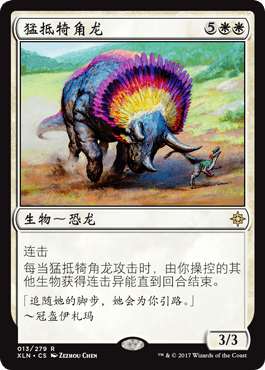 猛抵犄角龙 5
生物～恐龙
连击
每当猛抵犄角龙攻击时，由你操控的其
他生物获得连击异能直到回合结束。
「追随她的脚步，她会为你引路。」
～冠盔伊札玛
3/3
013/279 R
XLN • CS ZEZHOU CHEN
™ & © 2017 Wizards of the Coast